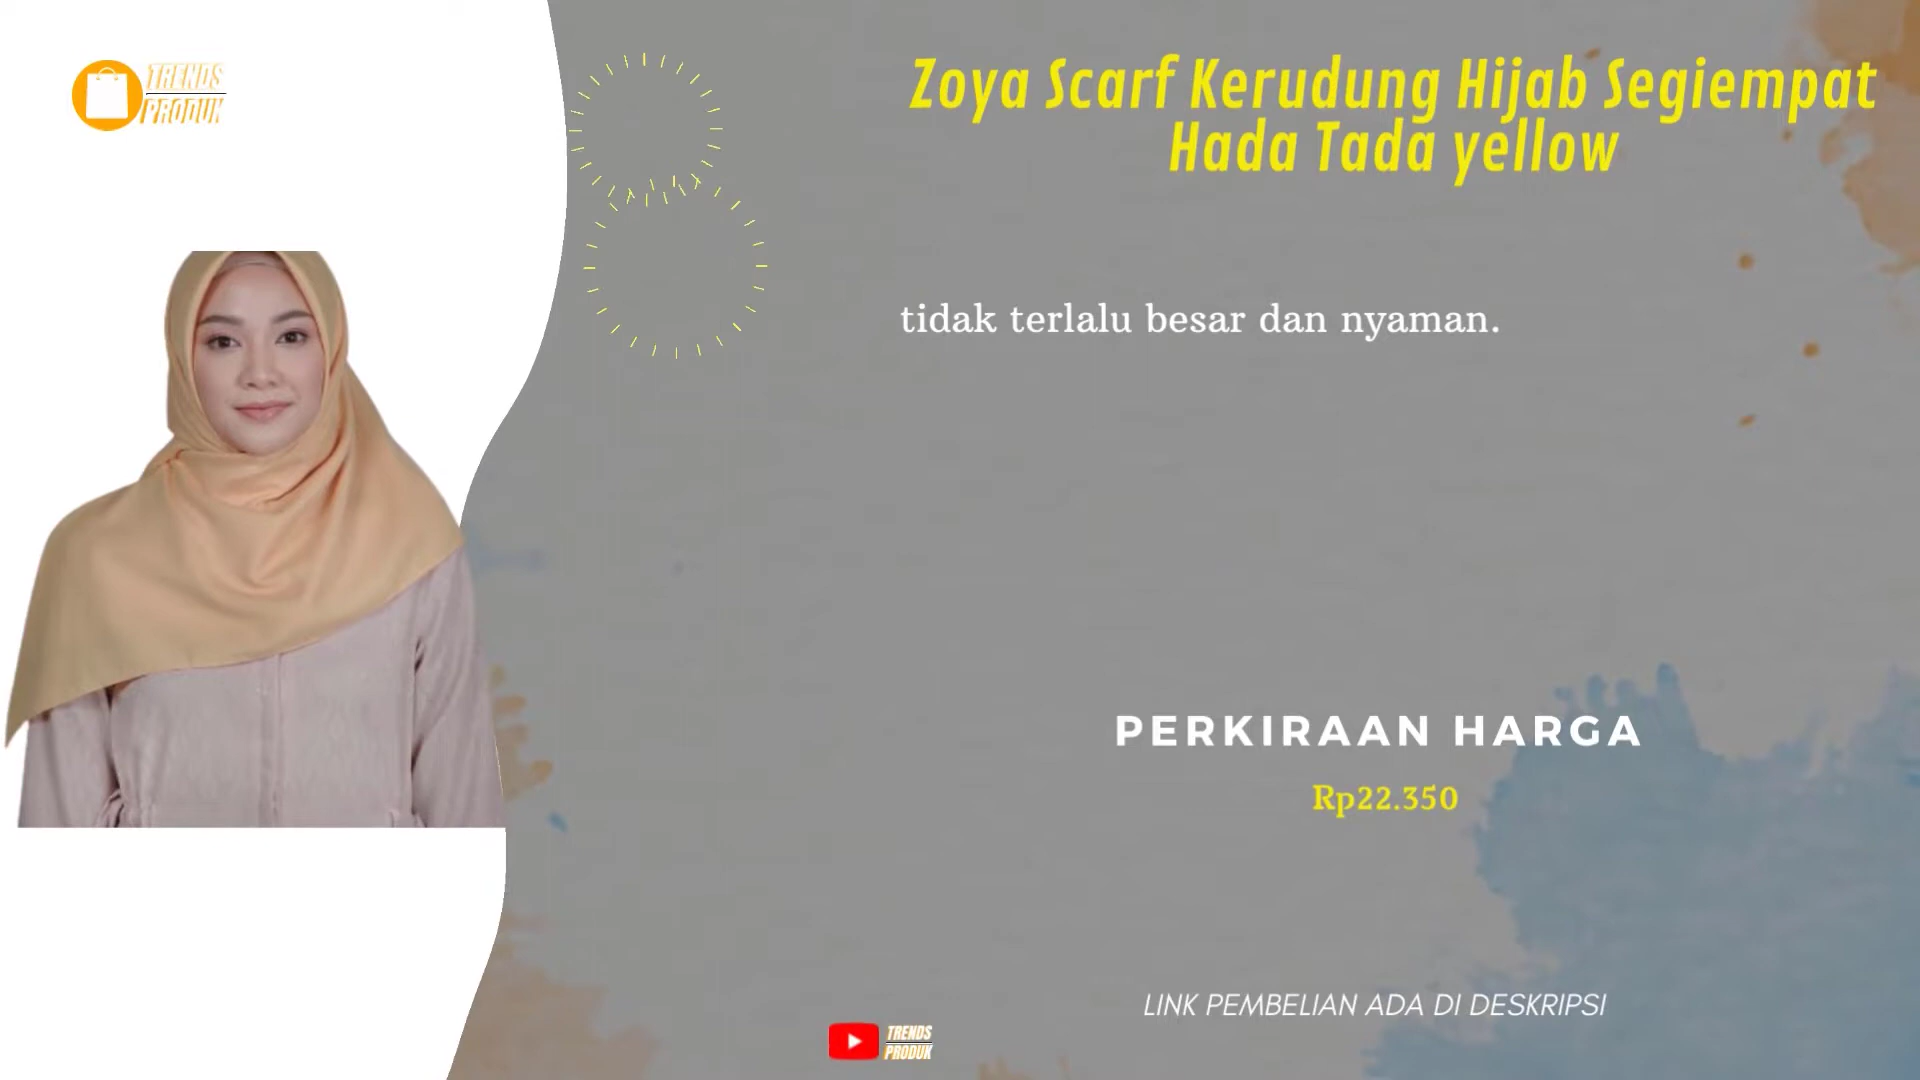 TRENDS
PRODUK
Zoya Scarf Kerudung Hijab Segiempat
Hada Tada yellow
tidak terlalu besar dan nyaman.
PERKIRAAN HARGA
Rp22.350
LINK PEMBELIAN ADA DI DESKRIPSI
TRENDS
PRODUK